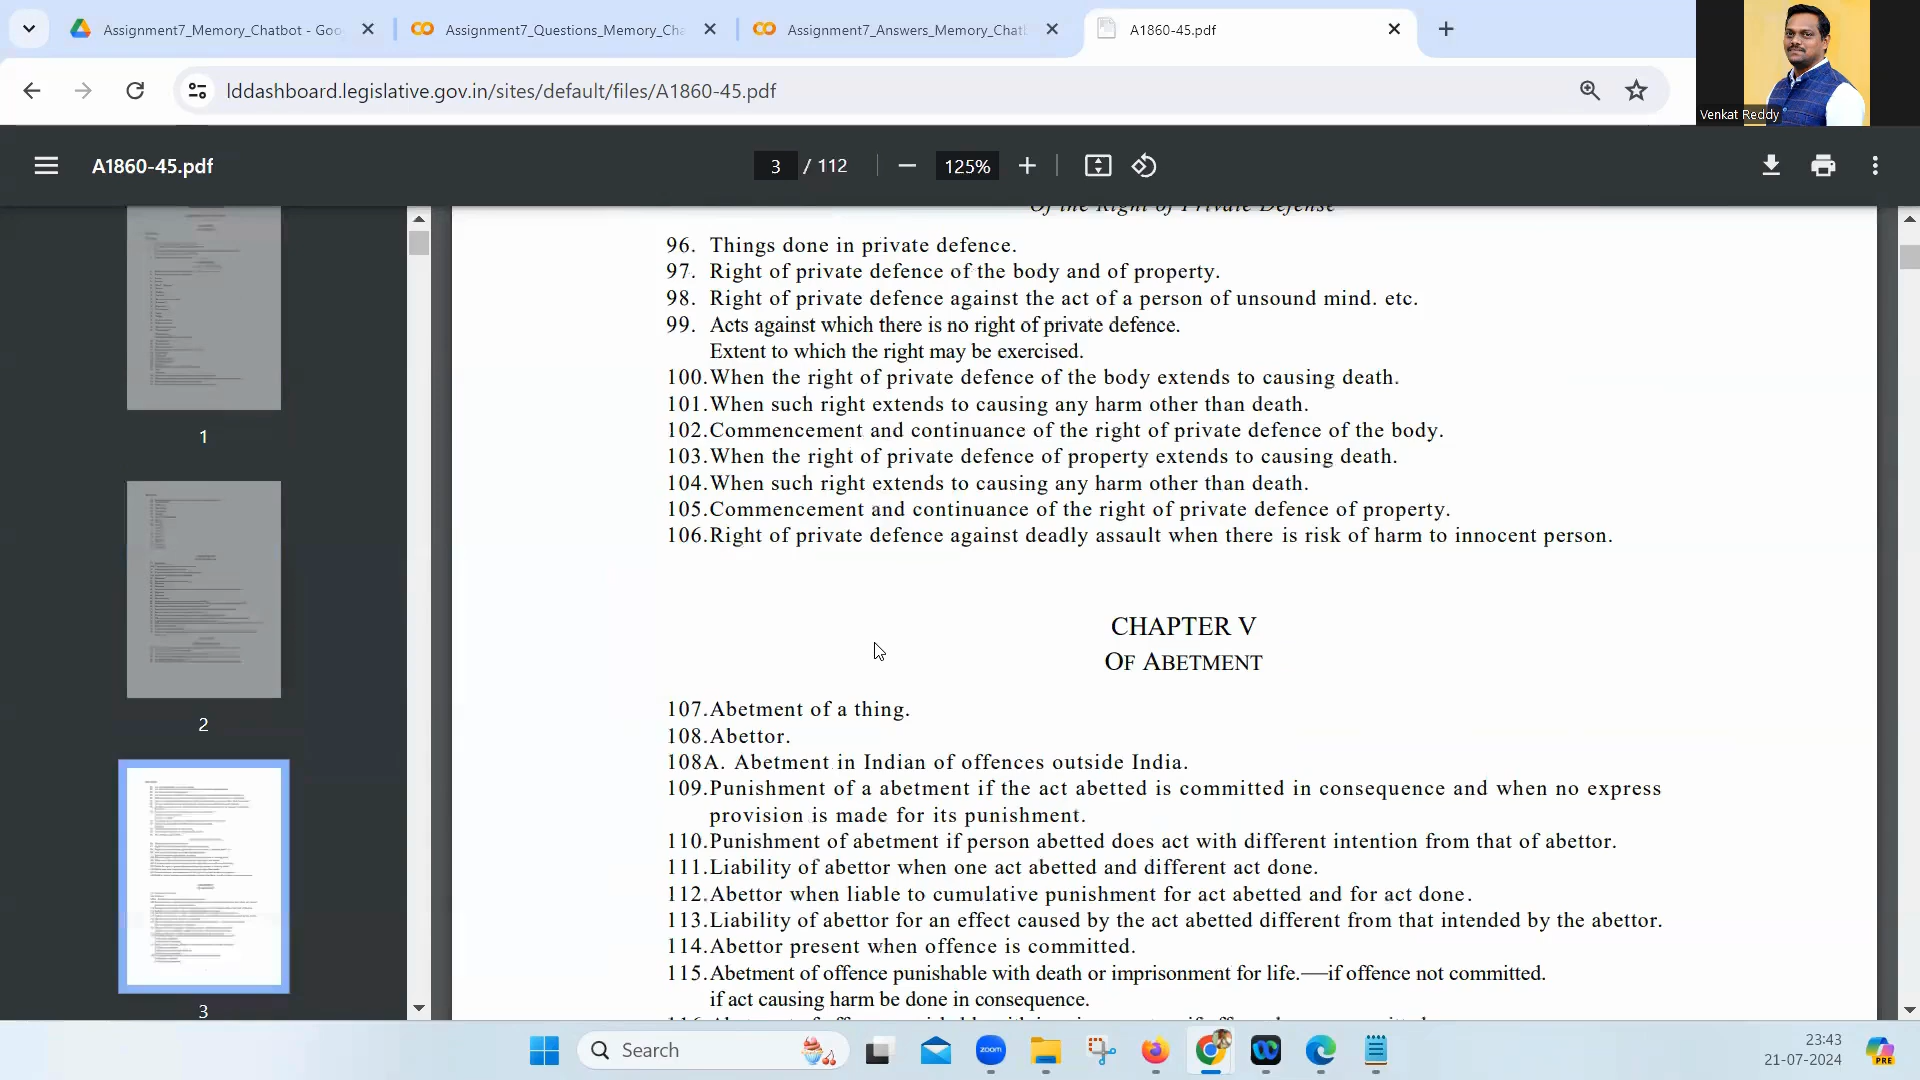 Assignment7_Memory_Chatbot - Goo
Assignment7_Questions_Memory_Cha
Assignment7_Answers_Memory_Chatb
A1860-45.pdf
lddashboard.legislative.gov.in/sites/default/files/A1860-45.pdf
Venkat Reddy
A1860-45.pdf
3 / 112
125%
1
2
3
Of the Right of Private Defense
96. Things done in private defence.
97. Right of private defence of the body and of property.
98. Right of private defence against the act of a person of unsound mind. etc.
99. Acts against which there is no right of private defence.
Extent to which the right may be exercised.
100.When the right of private defence of the body extends to causing death.
101.When such right extends to causing any harm other than death.
102.Commencement and continuance of the right of private defence of the body.
103.When the right of private defence of property extends to causing death.
104.When such right extends to causing any harm other than death.
105.Commencement and continuance of the right of private defence of property.
106.Right of private defence against deadly assault when there is risk of harm to innocent person.
CHAPTER V
OF ABETMENT
107.Abetment of a thing.
108.Abettor.
108A. Abetment in Indian of offences outside India.
109.Punishment of a abetment if the act abetted is committed in consequence and when no express
provision is made for its punishment.
110.Punishment of abetment if person abetted does act with different intention from that of abettor.
111.Liability of abettor when one act abetted and different act done.
112.Abettor when liable to cumulative punishment for act abetted and for act done.
113.Liability of abettor for an effect caused by the act abetted different from that intended by the abettor.
114.Abettor present when offence is committed.
115.Abetment of offence punishable with death or imprisonment for life.—if offence not committed.
if act causing harm be done in consequence.
Search
zoom
23:43
21-07-2024
PRE